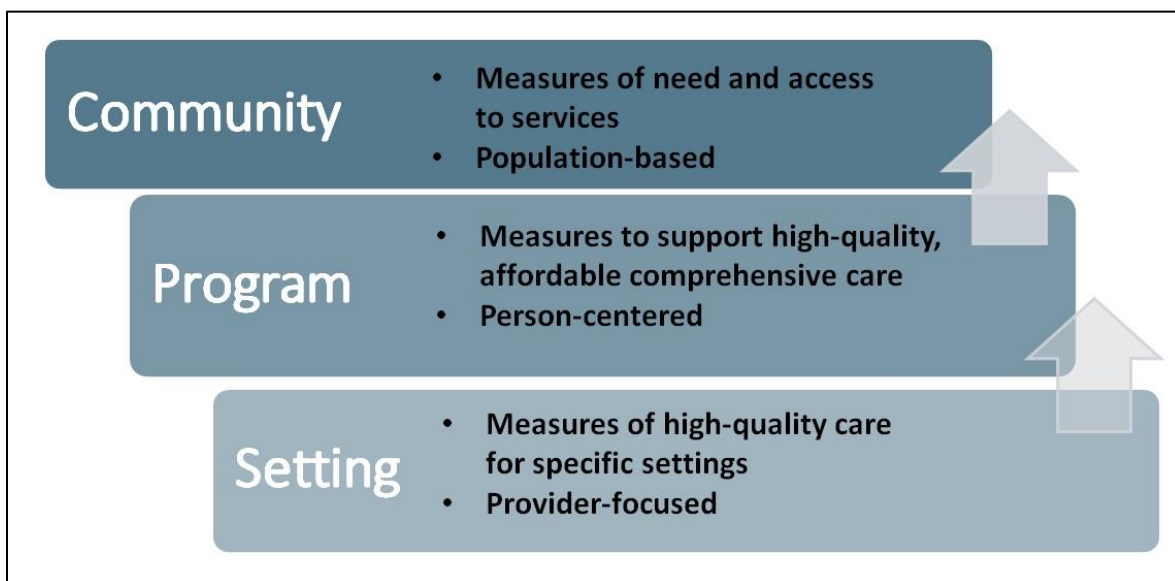 Community
• Measures of need and access
to services
• Population-based
Program
• Measures to support high-quality,
affordable comprehensive care
• Person-centered
Setting
• Measures of high-quality care
for specific settings
• Provider-focused